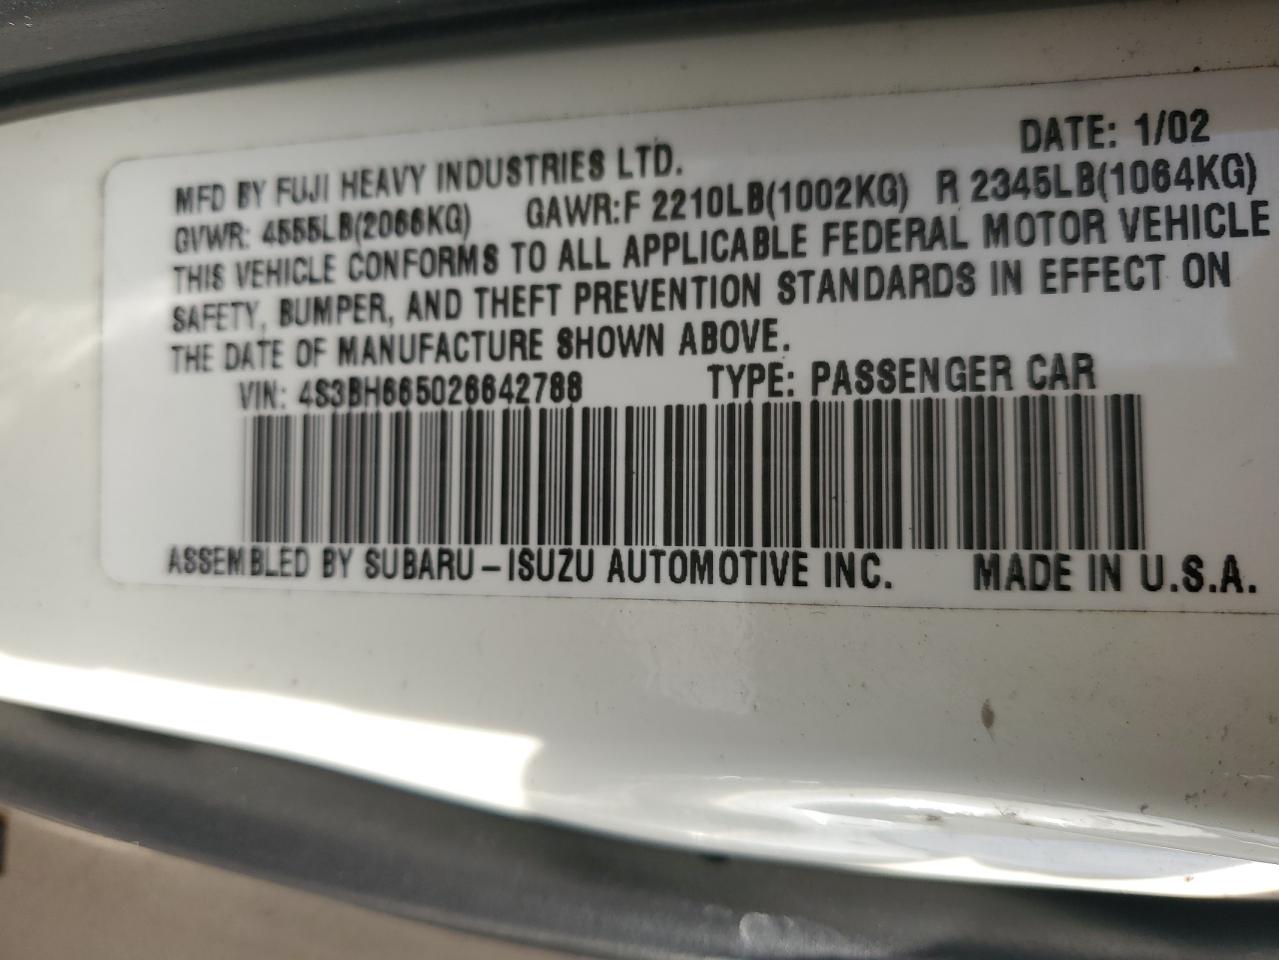 DATE: 1/02
MFD BY FUJI HEAVY INDUSTRIES LTD.
GVWR: 4555LB(2066KG) GAWR:F 2210LB(1002KG) R 2345LB(1064KG)
THIS VEHICLE CONFORMS TO ALL APPLICABLE FEDERAL MOTOR VEHICLE
SAFETY, BUMPER, AND THEFT PREVENTION STANDARDS IN EFFECT ON
THE DATE OF MANUFACTURE SHOWN ABOVE.
VIN: 4S3BH665026642788 TYPE: PASSENGER CAR
ASSEMBLED BY SUBARU-ISUZU AUTOMOTIVE INC. MADE IN U.S.A.